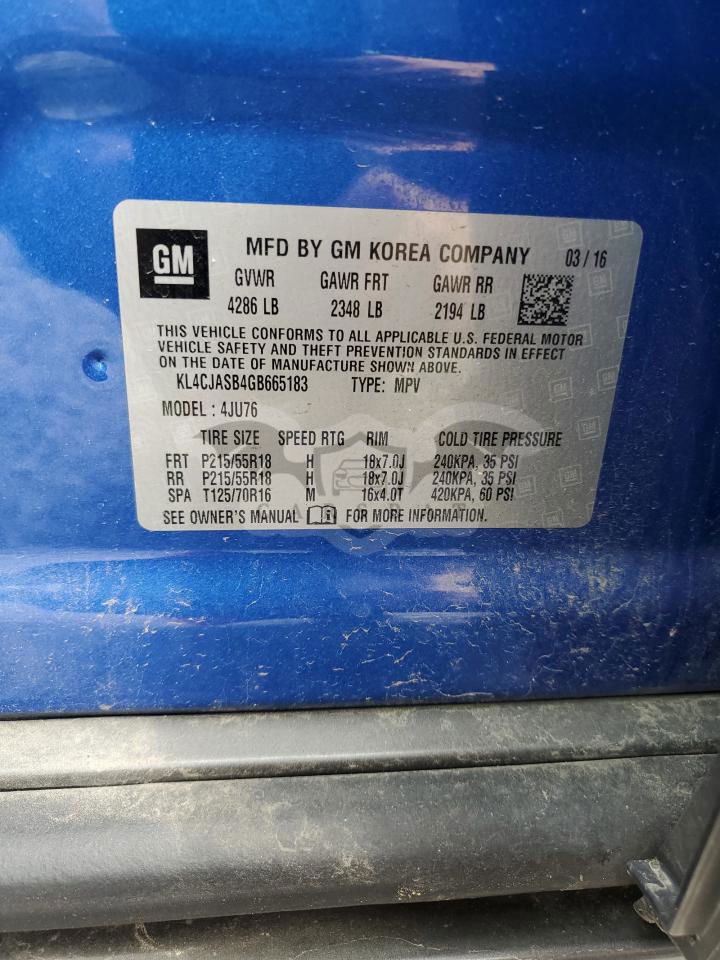 GM MFD BY GM KOREA COMPANY 03/16
GVWR GAWR FRT GAWR RR
4286 LB 2348 LB 2194 LB
THIS VEHICLE CONFORMS TO ALL APPLICABLE U.S. FEDERAL MOTOR
VEHICLE SAFETY AND THEFT PREVENTION STANDARDS IN EFFECT
ON THE DATE OF MANUFACTURE SHOWN ABOVE.
KL4CJASB4GB665183 TYPE: MPV
MODEL : 4JU76
TIRE SIZE SPEED RTG RIM COLD TIRE PRESSURE
FRT P215/55R18 H 18x7.0J 240KPA, 35 PSI
RR P215/55R18 H 18x7.0J 240KPA, 35 PSI
SPA T125/70R16 M 16x4.0T 420KPA, 60 PSI
SEE OWNER'S MANUAL FOR MORE INFORMATION.